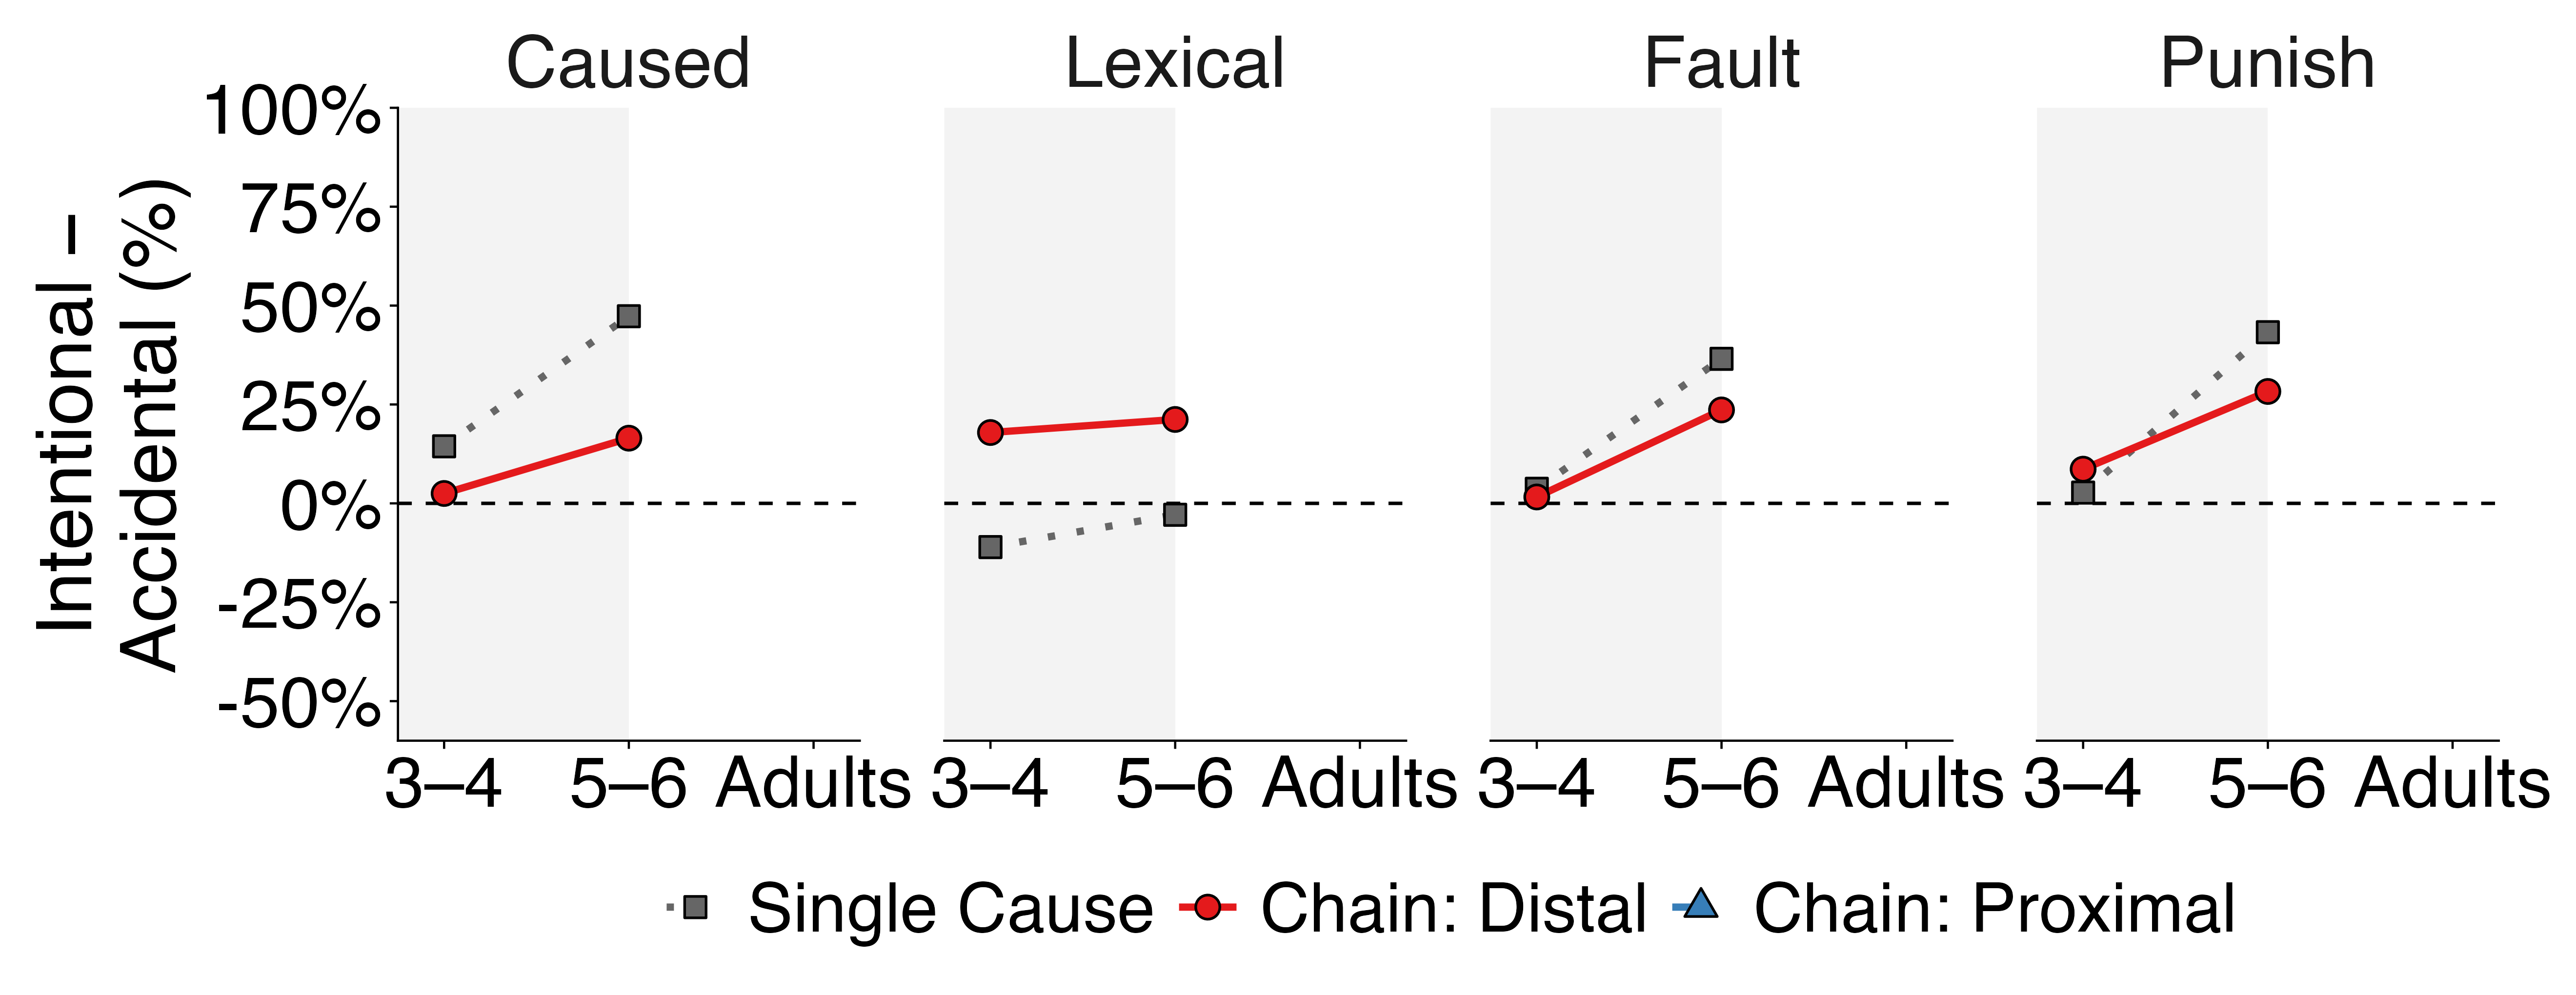 Caused Lexical Fault Punish
Intentional –
Accidental (%)
100%
75%
50%
25%
0%
-25%
-50%
3–4 5–6 Adults 3–4 5–6 Adults 3–4 5–6 Adults 3–4 5–6 Adults
Single Cause Chain: Distal Chain: Proximal